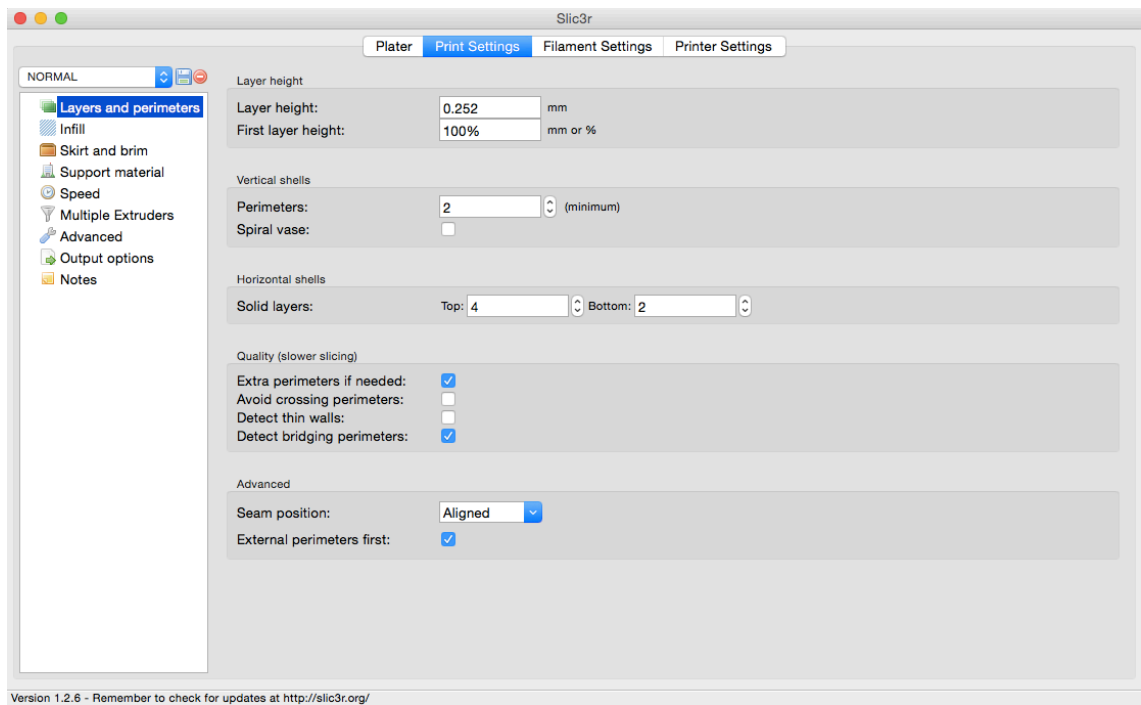 Slic3r
Plater Print Settings Filament Settings Printer Settings
NORMAL
Layers and perimeters
Infill
Skirt and brim
Support material
Speed
Multiple Extruders
Advanced
Output options
Notes
Layer height
Layer height: 0.252 mm
First layer height: 100% mm or %
Vertical shells
Perimeters: 2 (minimum)
Spiral vase:
Horizontal shells
Solid layers: Top: 4 Bottom: 2
Quality (slower slicing)
Extra perimeters if needed:
Avoid crossing perimeters:
Detect thin walls:
Detect bridging perimeters:
Advanced
Seam position: Aligned
External perimeters first:
Version 1.2.6 - Remember to check for updates at http://slic3r.org/